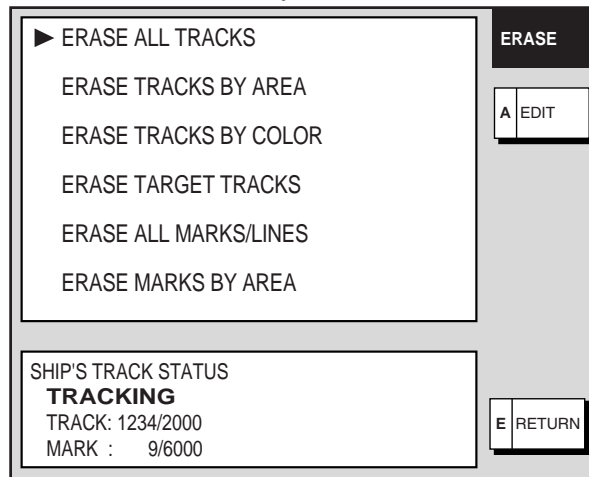 ERASE ALL TRACKS
ERASE TRACKS BY AREA
ERASE TRACKS BY COLOR
ERASE TARGET TRACKS
ERASE ALL MARKS/LINES
ERASE MARKS BY AREA
SHIP'S TRACK STATUS
TRACKING
TRACK: 1234/2000
MARK : 9/6000
ERASE
A EDIT
E RETURN